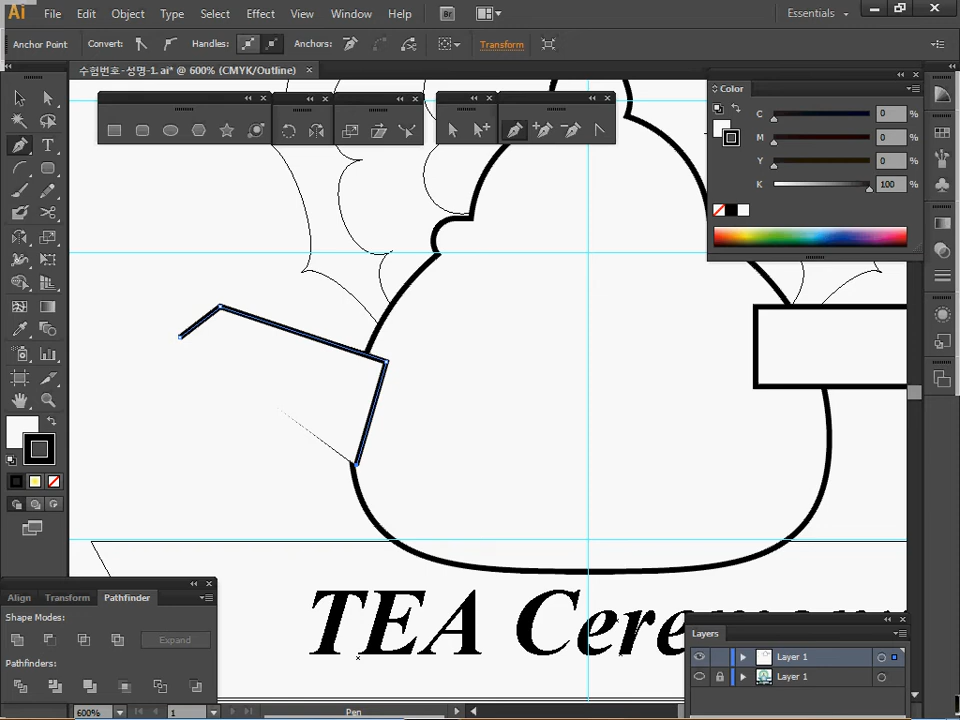 Ai File Edit Object Type Select Effect View Window Help Br Essentials
Anchor Point Convert: Handles: Anchors: Transform
수험번호-성명-1.ai* @ 600% (CMYK/Outline)
Color
C 0 %
M 0 %
Y 0 %
K 100 %
TEA
Align Transform Pathfinder
Shape Modes:
Expand
Pathfinders:
Layers
Layer 1
Layer 1
600% 1 Pen